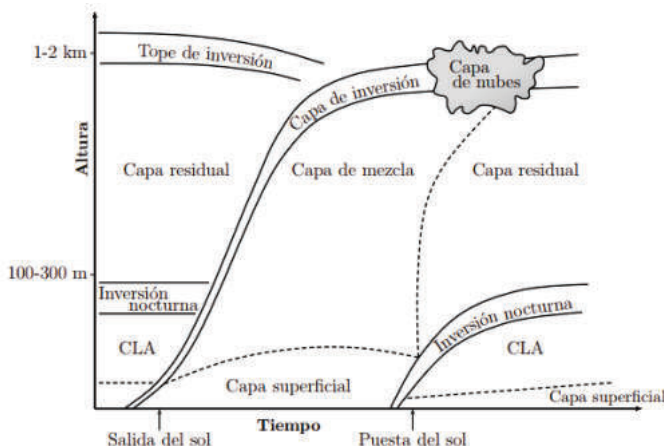 1-2 km
Tope de inversión
Capa
de nubes
Capa de inversión
Altura
Capa residual
Capa de mezcla
Capa residual
100-300 m
Inversión
nocturna
Inversión nocturna
CLA
CLA
Capa superficial
Capa superficial
Tiempo
Salida del sol
Puesta del sol